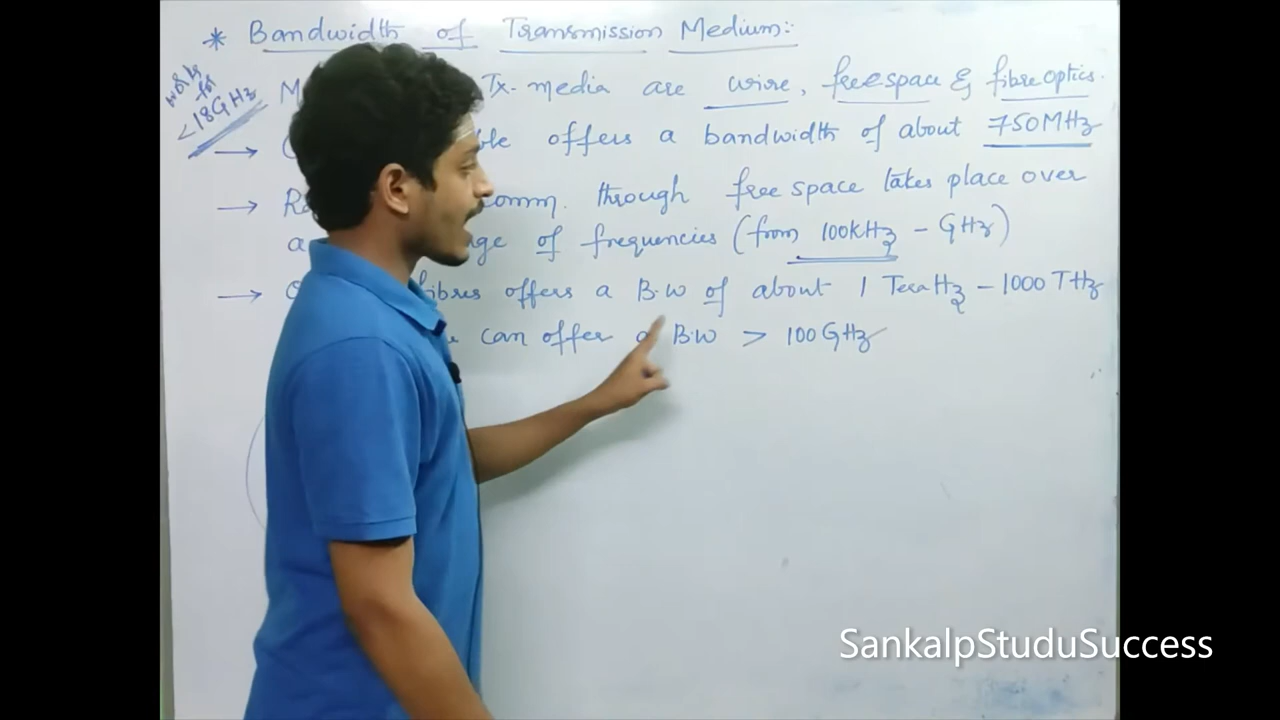 * Bandwidth of Transmission Medium:-
works for
<18GHz
M Tx. media are wire, freespace & fibre optics.
→ C ble offers a bandwidth of about 750MHz
→ Ra comm. through free space takes place over
a nge of frequencies (from 100kHz - GHz)
→ O fibres offers a B.W of about 1 TeraHz - 1000 THz
can offer a B.W > 100GHz
SankalpStuduSuccess